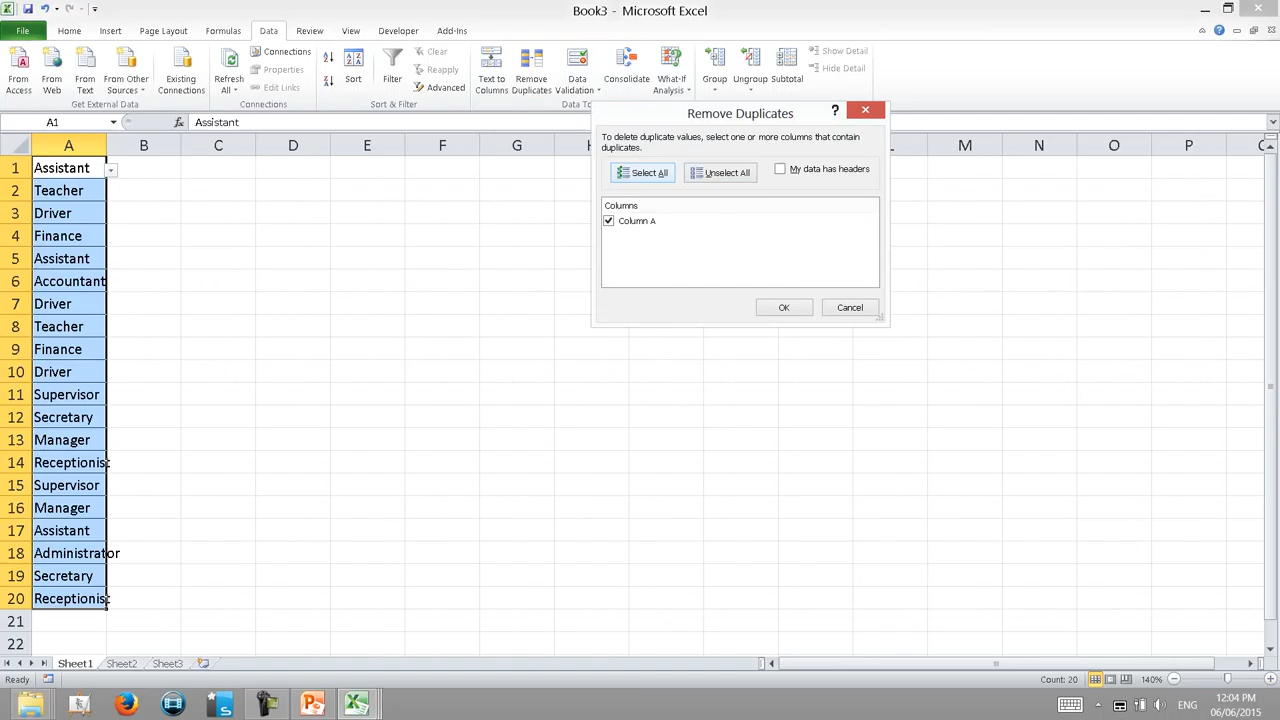 Book3 - Microsoft Excel
File Home Insert Page Layout Formulas Data Review View Developer Add-Ins
From Access
From Web
From Text
From Other Sources
Existing Connections
Refresh All
Connections
Properties
Edit Links
Sort
Filter
Clear
Reapply
Advanced
Text to Columns
Remove Duplicates
Data Validation
Consolidate
What-If Analysis
Group
Ungroup
Subtotal
Show Detail
Hide Detail
Get External Data
Connections
Sort & Filter
Data To
A1 fx Assistant
A B C D E F G H L M N O P Q
1 Assistant
2 Teacher
3 Driver
4 Finance
5 Assistant
6 Accountant
7 Driver
8 Teacher
9 Finance
10 Driver
11 Supervisor
12 Secretary
13 Manager
14 Receptionist
15 Supervisor
16 Manager
17 Assistant
18 Administrator
19 Secretary
20 Receptionist
21
22
Remove Duplicates ?
To delete duplicate values, select one or more columns that contain
duplicates.
Select All Unselect All My data has headers
Columns
Column A
OK Cancel
Sheet1 Sheet2 Sheet3
Ready Count: 20 140%
ENG
12:04 PM
06/06/2015